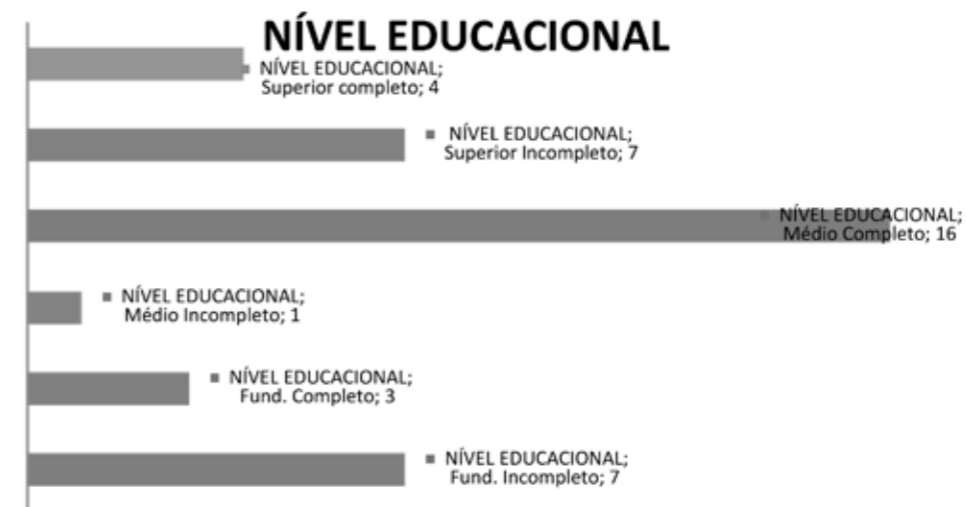 NÍVEL EDUCACIONAL
NÍVEL EDUCACIONAL;
Superior completo; 4
NÍVEL EDUCACIONAL;
Superior Incompleto; 7
NÍVEL EDUCACIONAL;
Médio Completo; 16
NÍVEL EDUCACIONAL;
Médio Incompleto; 1
NÍVEL EDUCACIONAL;
Fund. Completo; 3
NÍVEL EDUCACIONAL;
Fund. Incompleto; 7